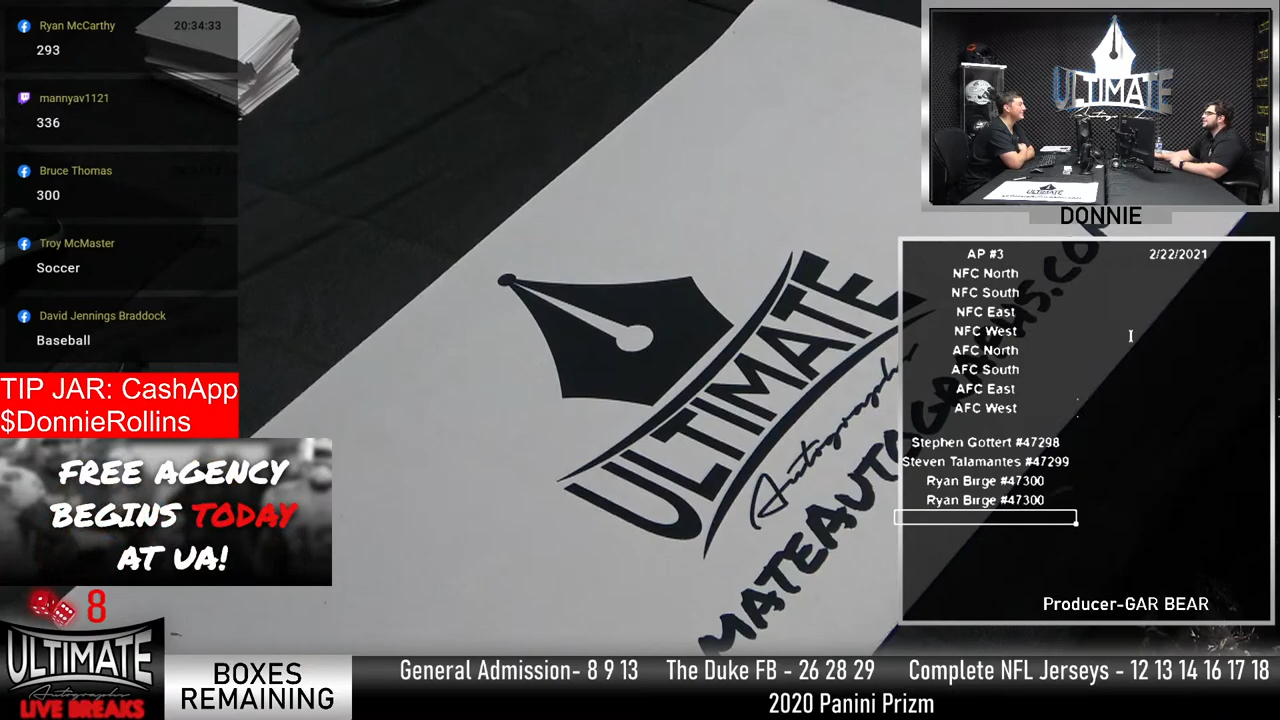 Ryan McCarthy
20:34:33
293
mannyav1121
336
Bruce Thomas
300
Troy McMaster
Soccer
David Jennings Braddock
Baseball
TIP JAR: CashApp
$DonnieRollins
FREE AGENCY
BEGINS TODAY
AT UA!
8
ULTIMATE
Autographs
LIVE BREAKS
BOXES
REMAINING
General Admission- 8 9 13
The Duke FB - 26 28 29
Complete NFL Jerseys - 12 13 14 16 17 18
2020 Panini Prizm
ULTIMATE
Autographs
ULTIMATE
DONNIE
AP #3
2/22/2021
NFC North
NFC South
NFC East
NFC West
AFC North
AFC South
AFC East
AFC West
Stephen Gottert #47298
Steven Talamantes #47299
Ryan Birge #47300
Ryan Birge #47300
Producer-GAR BEAR